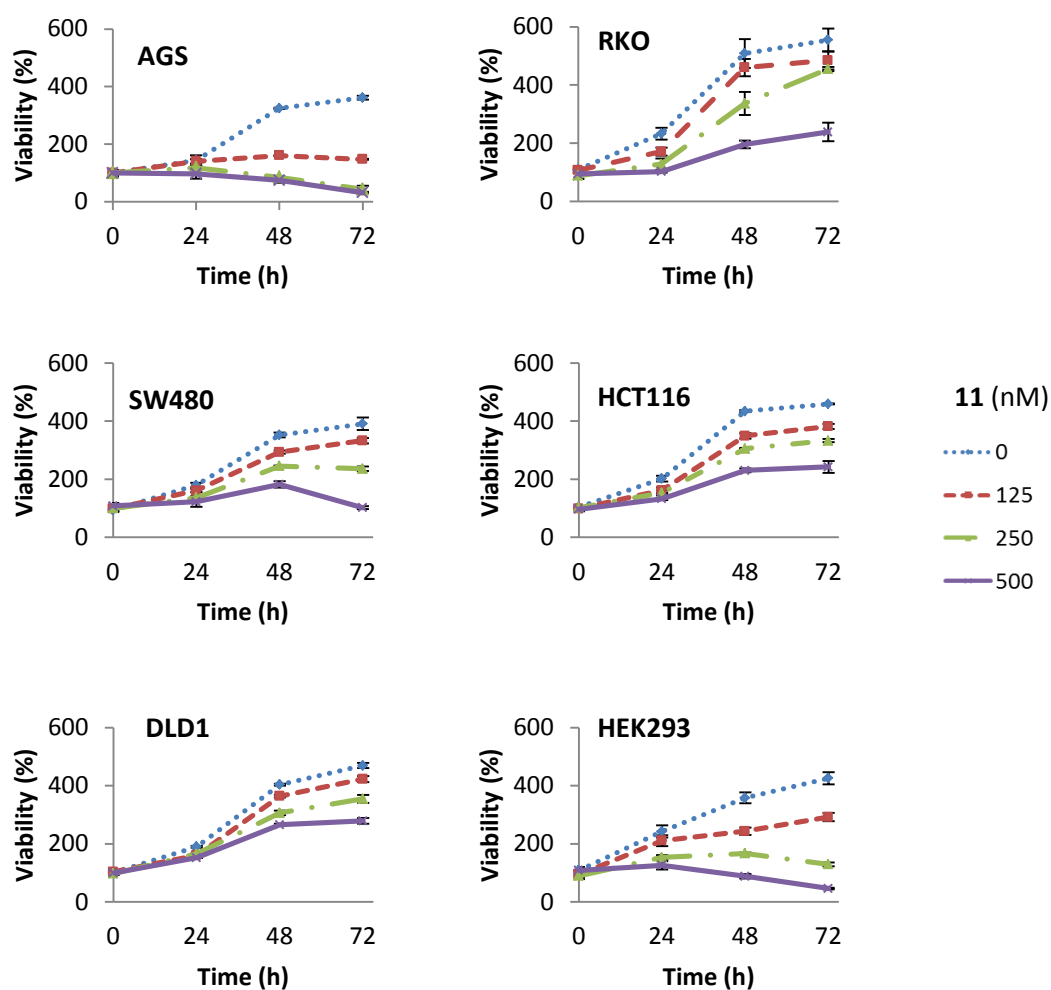 AGS
Viability (%)
600
400
200
0
0 24 48 72
Time (h)
RKO
Viability (%)
600
400
200
0
0 24 48 72
Time (h)
SW480
Viability (%)
600
400
200
0
0 24 48 72
Time (h)
HCT116
Viability (%)
600
400
200
0
0 24 48 72
Time (h)
11 (nM)
0
125
250
500
DLD1
Viability (%)
600
400
200
0
0 24 48 72
Time (h)
HEK293
Viability (%)
600
400
200
0
0 24 48 72
Time (h)